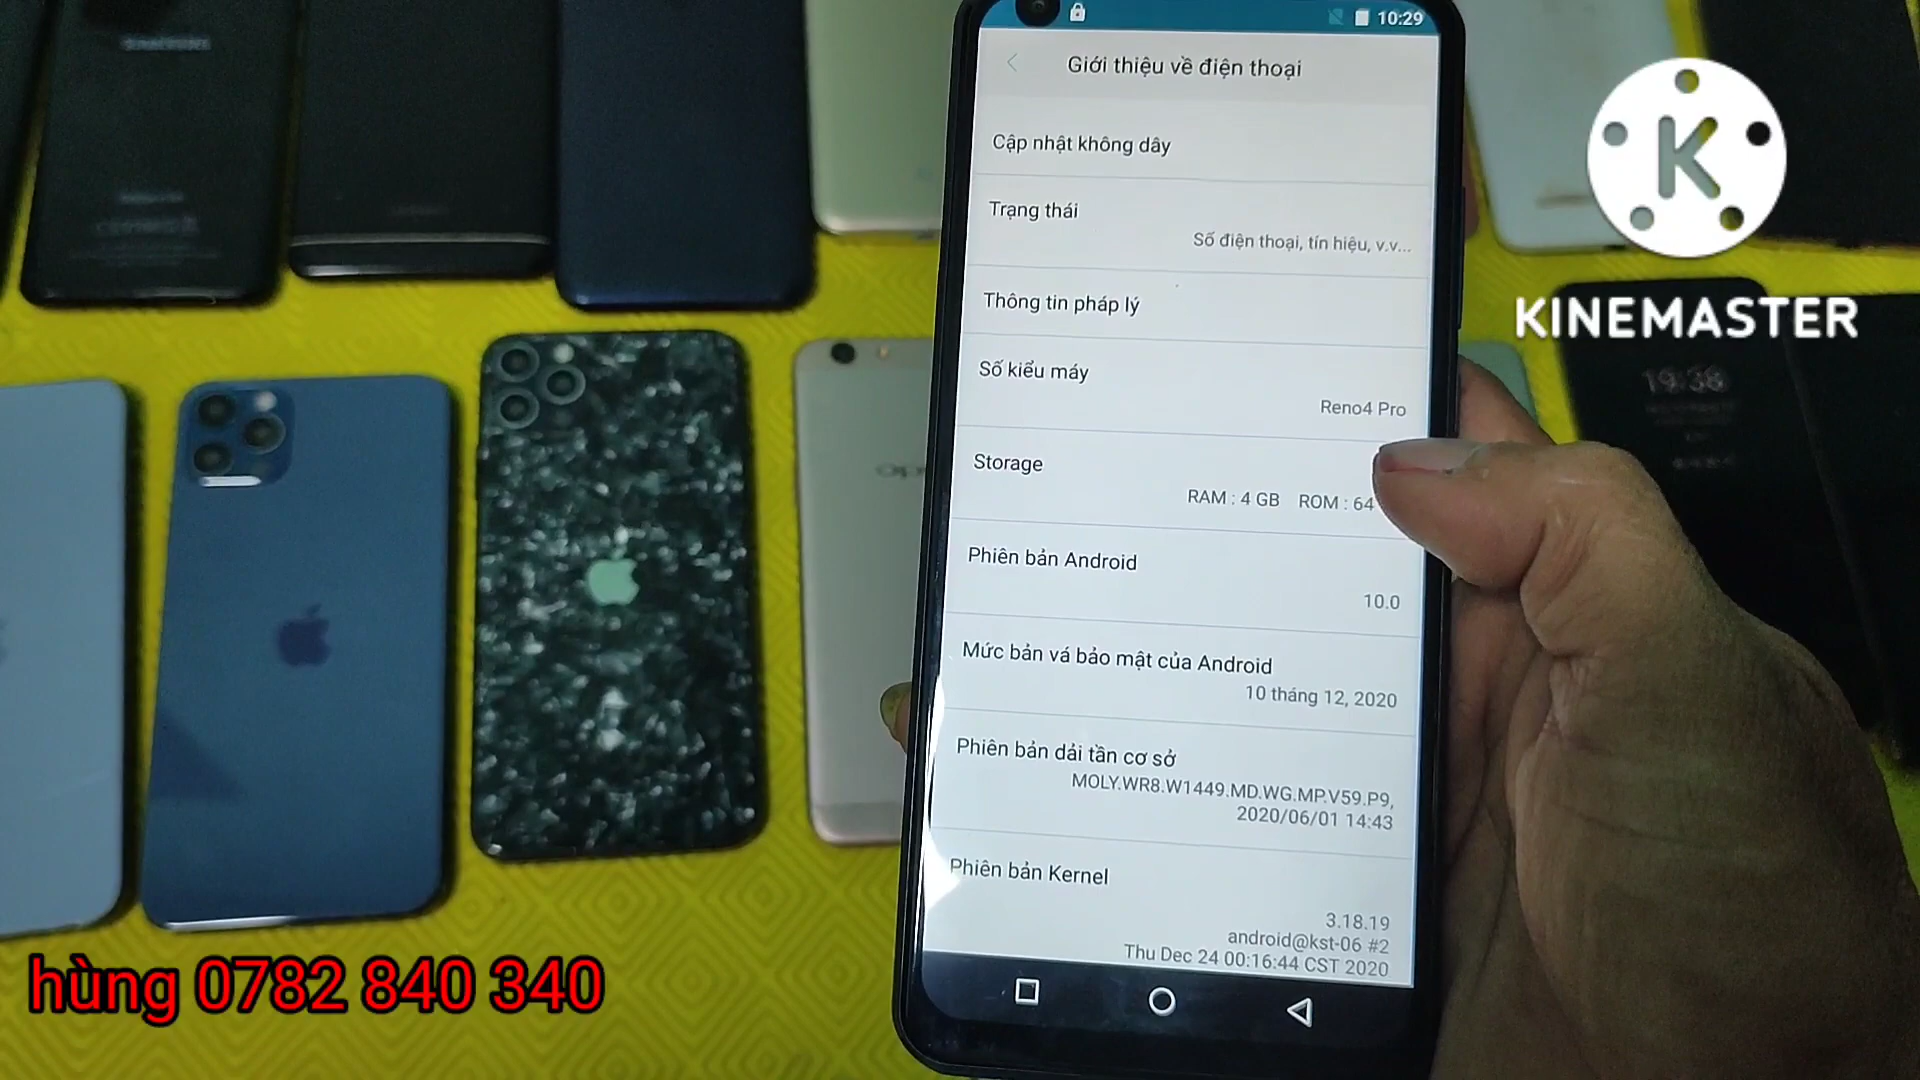 SAMSUNG
10:29
Giới thiệu về điện thoại
Cập nhật không dây
Trạng thái
Số điện thoại, tín hiệu, v.v...
Thông tin pháp lý
Số kiểu máy
Reno4 Pro
Storage
RAM : 4 GB ROM : 64
Phiên bản Android
10.0
Mức bản vá bảo mật của Android
10 tháng 12, 2020
Phiên bản dải tần cơ sở
MOLY.WR8.W1449.MD.WG.MP.V59.P9,
2020/06/01 14:43
Phiên bản Kernel
3.18.19
android@kst-06 #2
Thu Dec 24 00:16:44 CST 2020
K
KINEMASTER
19:36
hùng 0782 840 340